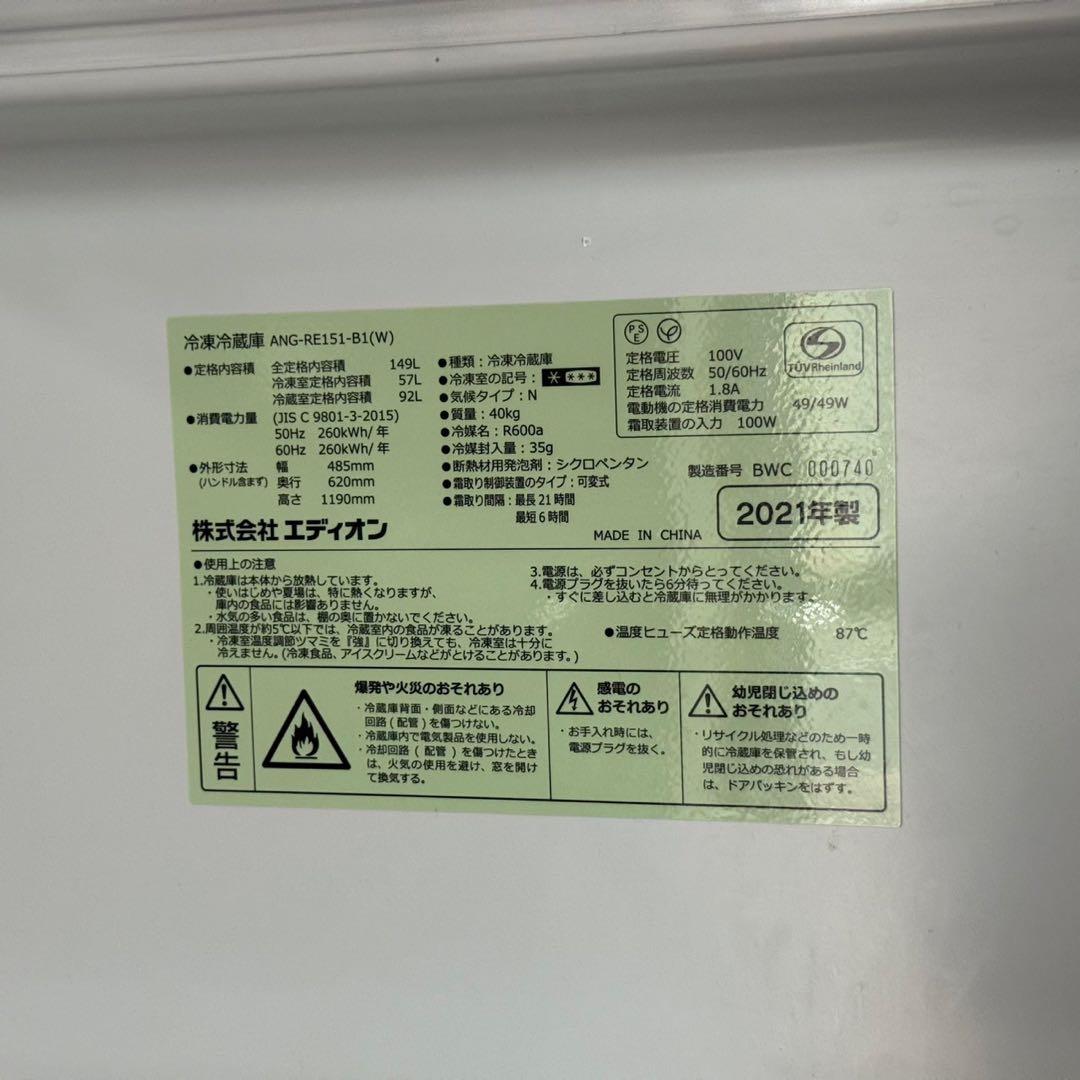 冷凍冷蔵庫 ANG-RE151-B1(W)
●定格内容積 全定格内容積 149L
冷凍室定格内容積 57L
冷蔵室定格内容積 92L
●消費電力量 (JIS C 9801-3-2015)
50Hz 260kWh/年
60Hz 260kWh/年
●外形寸法 幅 485mm
(ハンドル含まず) 奥行 620mm
高さ 1190mm
株式会社 エディオン
●種類:冷凍冷蔵庫
●冷凍室の記号:* ***
●気候タイプ:N
●質量:40kg
●冷媒名:R600a
●冷媒封入量:35g
●断熱材用発泡剤:シクロペンタン
●霜取り制御装置のタイプ:可変式
●霜取り間隔:最長21時間
最短6時間
PSE
定格電圧 100V
定格周波数 50/60Hz
定格電流 1.8A
電動機の定格消費電力 49/49W
霜取装置の入力 100W
TÜVRheinland
製造番号 BWC 000740
MADE IN CHINA
2021年製
●使用上の注意
1.冷蔵庫は本体から放熱しています。
・使いはじめや夏場は、特に熱くなりますが、
庫内の食品には影響ありません。
・水気の多い食品は、棚の奥に置かないでください。
2.周囲温度が約5℃以下では、冷蔵室内の食品が凍ることがあります。
・冷凍室温度調節ツマミを『強』に切り換えても、冷凍室は十分に
冷えません。(冷凍食品、アイスクリームなどがとけることがあります。)
3.電源は、必ずコンセントからとってください。
4.電源プラグを抜いたら6分待ってください。
・すぐに差し込むと冷蔵庫に無理がかかります。
●温度ヒューズ定格動作温度 87℃
警告
爆発や火災のおそれあり
・冷蔵庫背面・側面などにある冷却
回路(配管)を傷つけない。
・冷蔵庫内で電気製品を使用しない。
・冷却回路(配管)を傷つけたとき
は、火気の使用を避け、窓を開け
て換気する。
感電の
おそれあり
・お手入れ時には、
電源プラグを抜く。
幼児閉じ込めの
おそれあり
・リサイクル処理などのため一時
的に冷蔵庫を保管され、もし幼
児閉じ込めの恐れがある場合
は、ドアパッキンをはずす。